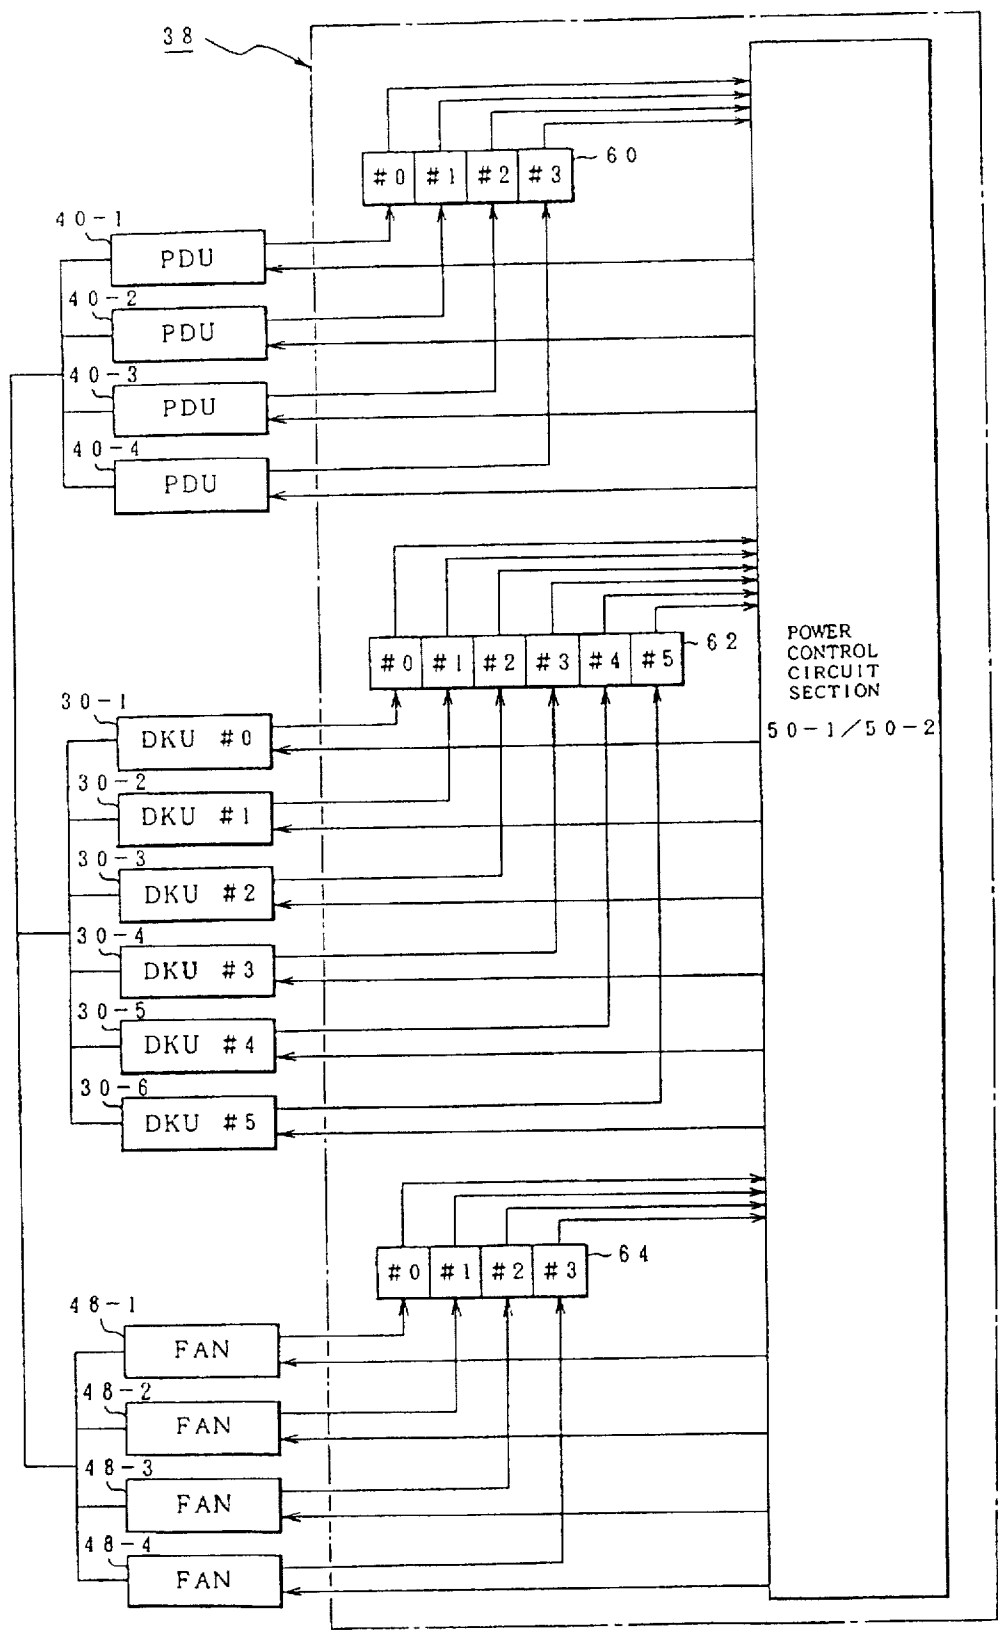 38
#0 #1 #2 #3
60
40-1
PDU
40-2
PDU
40-3
PDU
40-4
PDU
#0 #1 #2 #3 #4 #5
62
POWER
CONTROL
CIRCUIT
SECTION
50-1/50-2
30-1
DKU #0
30-2
DKU #1
30-3
DKU #2
30-4
DKU #3
30-5
DKU #4
30-6
DKU #5
#0 #1 #2 #3
64
48-1
FAN
48-2
FAN
48-3
FAN
48-4
FAN